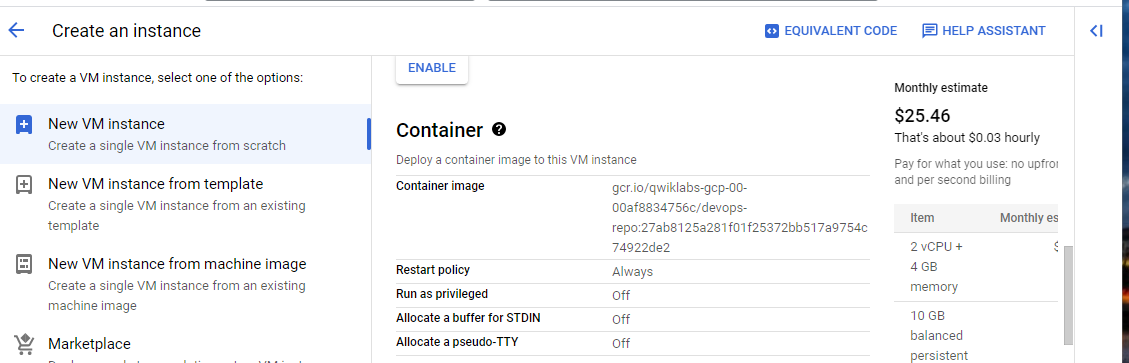 Create an instance
EQUIVALENT CODE
HELP ASSISTANT
To create a VM instance, select one of the options:
New VM instance
Create a single VM instance from scratch
New VM instance from template
Create a single VM instance from an existing
template
New VM instance from machine image
Create a single VM instance from an existing
machine image
Marketplace
ENABLE
Container
Deploy a container image to this VM instance
Container image
gcr.io/qwiklabs-gcp-00-
00af8834756c/devops-
repo:27ab8125a281f01f25372bb517a9754c
74922de2
Restart policy Always
Run as privileged Off
Allocate a buffer for STDIN Off
Allocate a pseudo-TTY Off
Monthly estimate
$25.46
That's about $0.03 hourly
Pay for what you use: no upfror
and per second billing
Item Monthly es
2 vCPU + $
4 GB
memory
10 GB
balanced
persistent